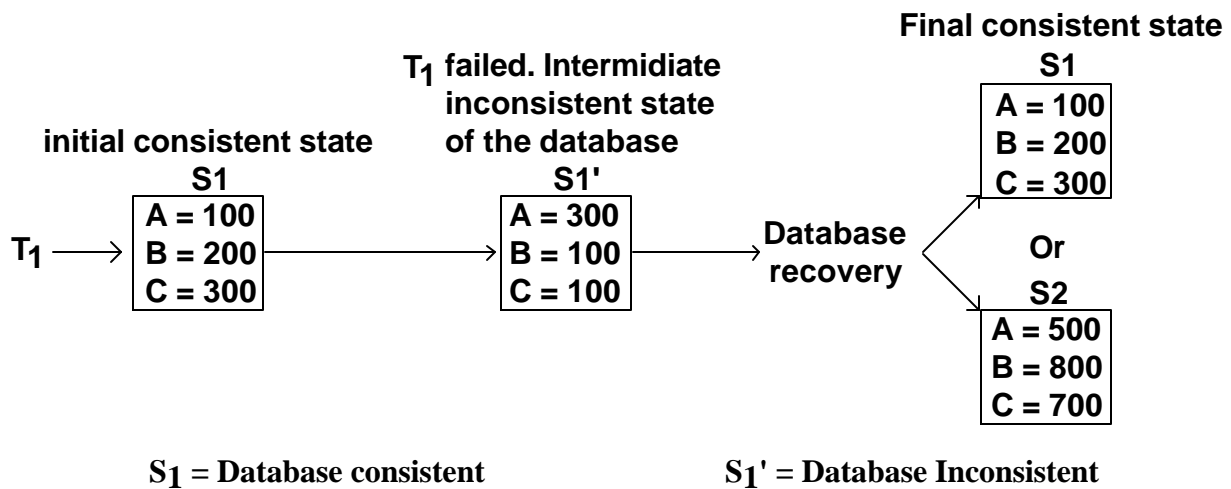 Final consistent state
S1
A = 100
B = 200
C = 300
T1 failed. Intermidiate
inconsistent state
of the database
S1'
A = 300
B = 100
C = 100
initial consistent state
S1
A = 100
B = 200
C = 300
T1
Database
recovery
Or
S2
A = 500
B = 800
C = 700
S1 = Database consistent
S1' = Database Inconsistent